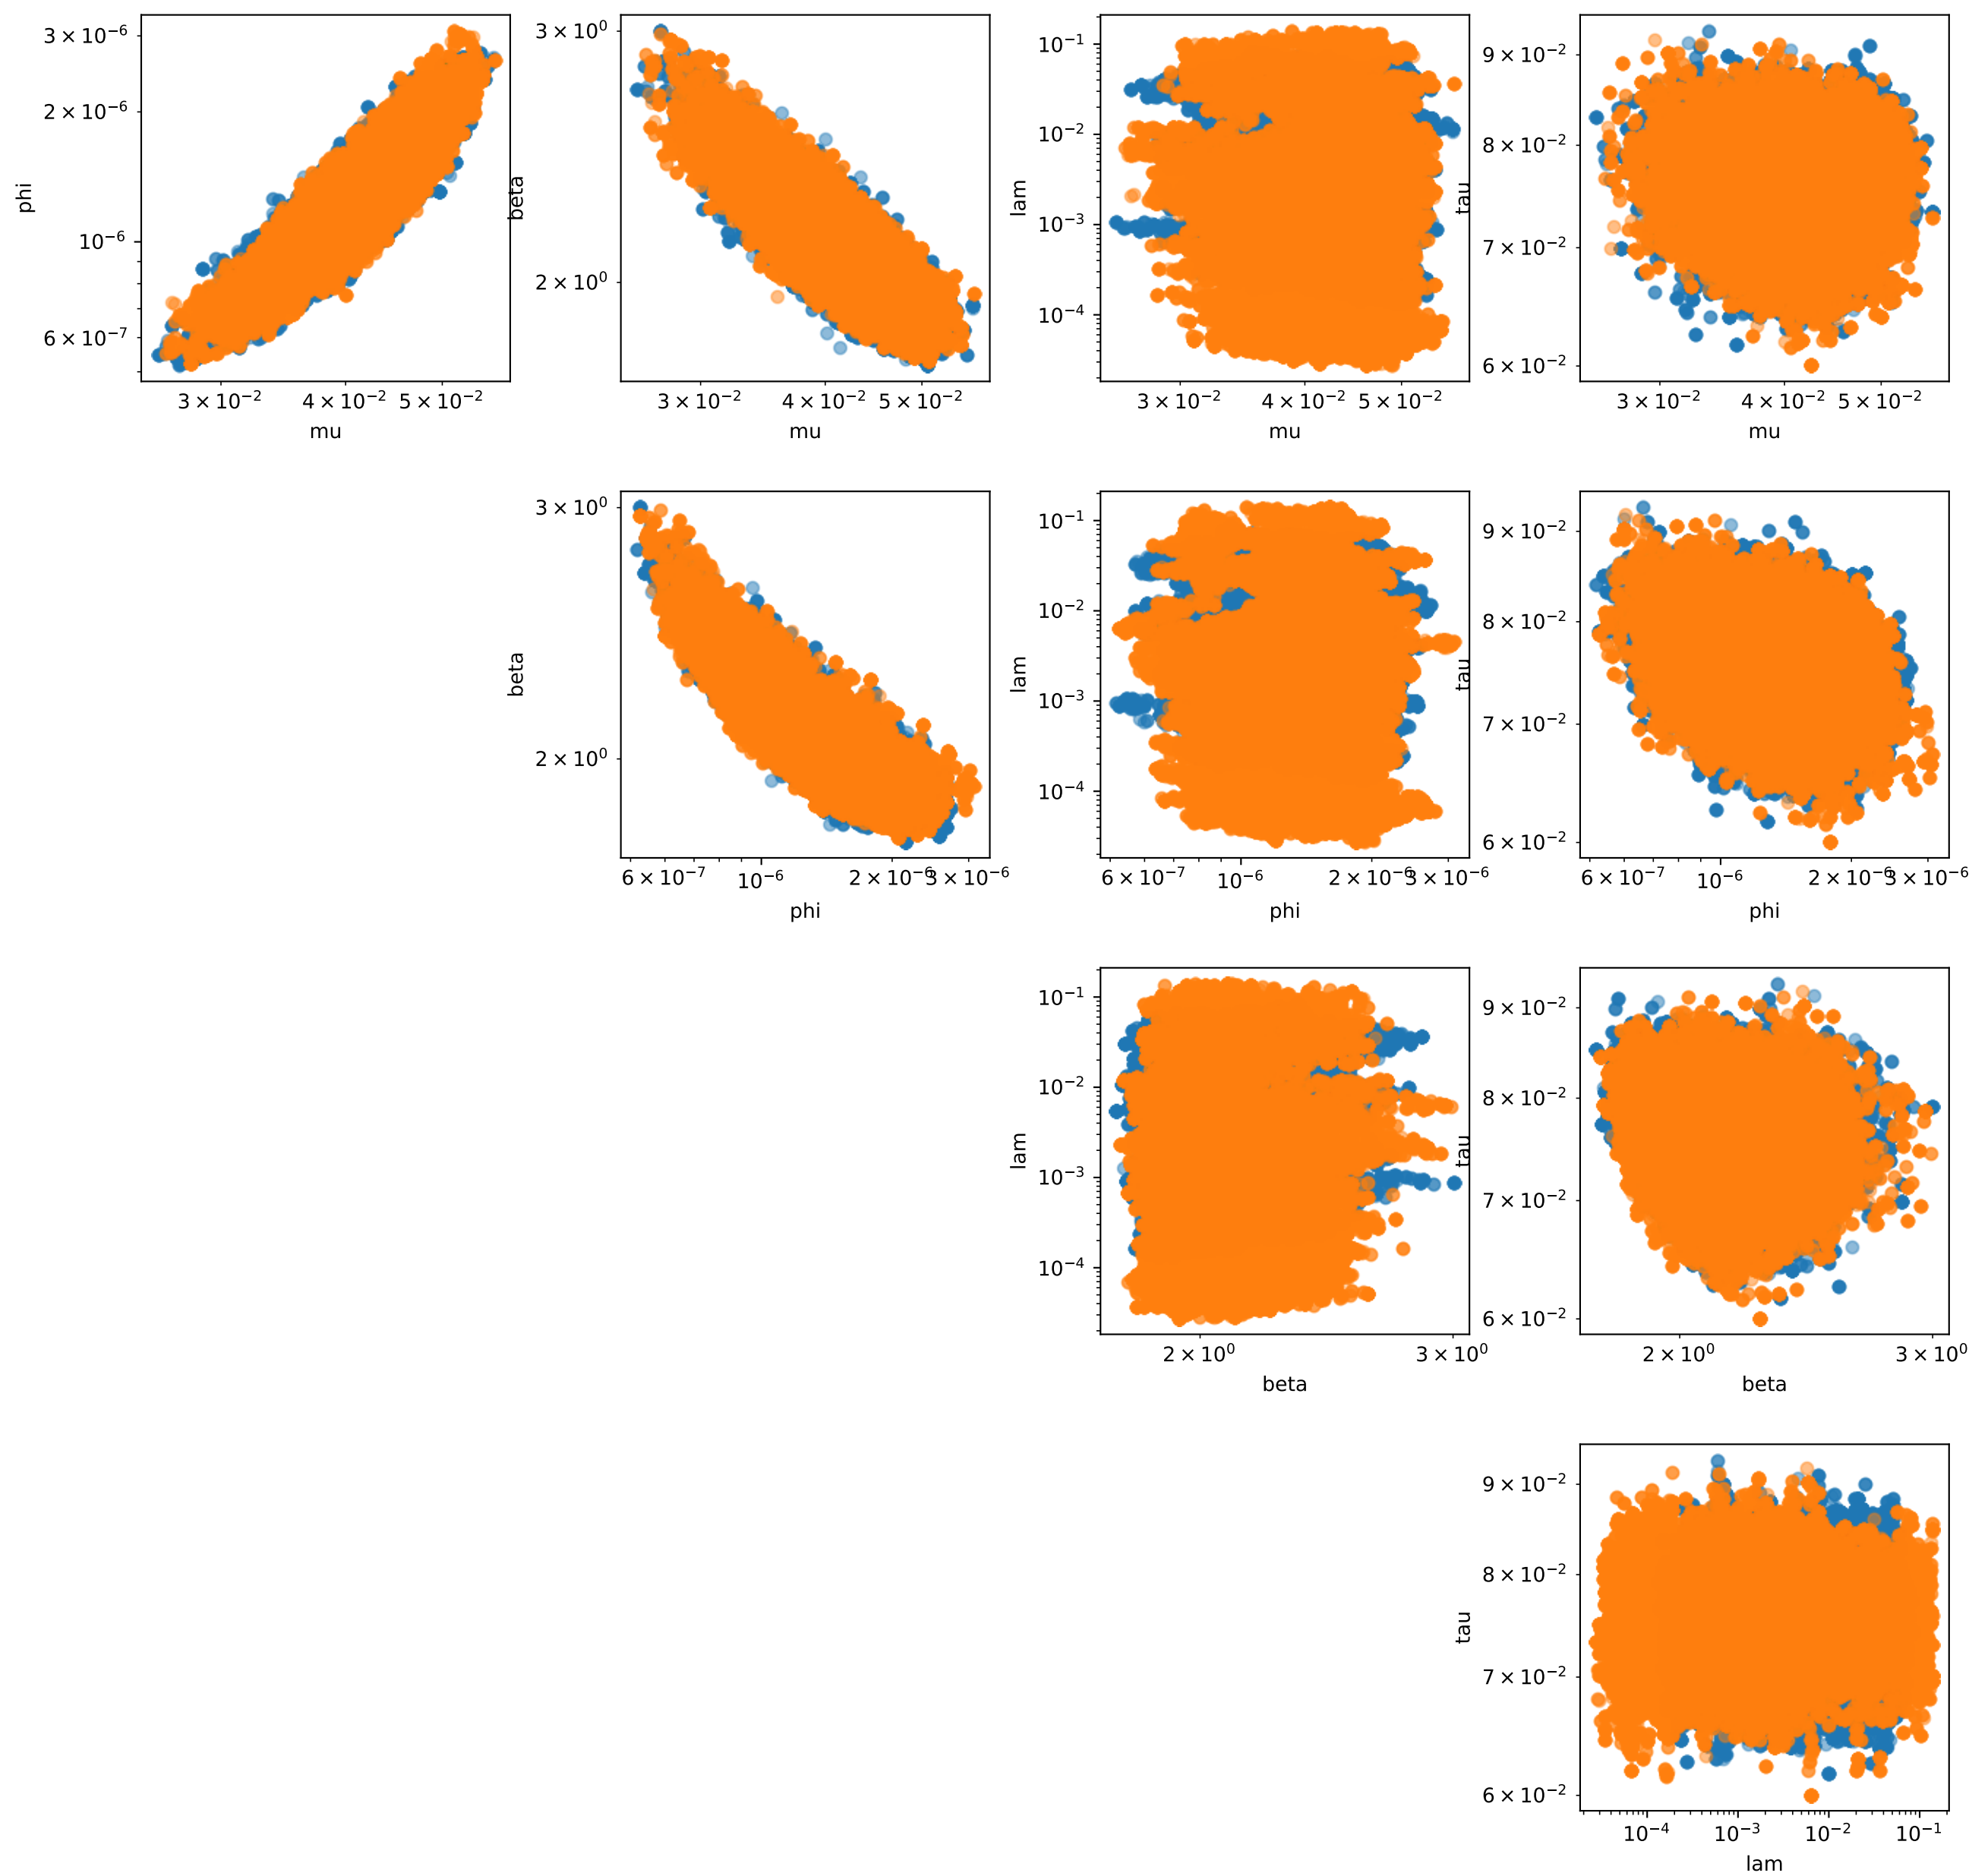 3 × 10⁻⁶
2 × 10⁻⁶
10⁻⁶
6 × 10⁻⁷
phi
3 × 10⁻² 4 × 10⁻² 5 × 10⁻²
mu
3 × 10⁰
2 × 10⁰
beta
3 × 10⁻² 4 × 10⁻² 5 × 10⁻²
mu
10⁻¹
10⁻²
10⁻³
10⁻⁴
lam
3 × 10⁻² 4 × 10⁻² 5 × 10⁻²
mu
9 × 10⁻²
8 × 10⁻²
7 × 10⁻²
6 × 10⁻²
tau
3 × 10⁻² 4 × 10⁻² 5 × 10⁻²
mu
3 × 10⁰
2 × 10⁰
beta
6 × 10⁻⁷ 10⁻⁶ 2 × 10⁻⁶ 3 × 10⁻⁶
phi
10⁻¹
10⁻²
10⁻³
10⁻⁴
lam
6 × 10⁻⁷ 10⁻⁶ 2 × 10⁻⁶ 3 × 10⁻⁶
phi
9 × 10⁻²
8 × 10⁻²
7 × 10⁻²
6 × 10⁻²
tau
6 × 10⁻⁷ 10⁻⁶ 2 × 10⁻⁶ 3 × 10⁻⁶
phi
10⁻¹
10⁻²
10⁻³
10⁻⁴
lam
2 × 10⁰ 3 × 10⁰
beta
9 × 10⁻²
8 × 10⁻²
7 × 10⁻²
6 × 10⁻²
tau
2 × 10⁰ 3 × 10⁰
beta
9 × 10⁻²
8 × 10⁻²
7 × 10⁻²
6 × 10⁻²
tau
10⁻⁴ 10⁻³ 10⁻² 10⁻¹
lam